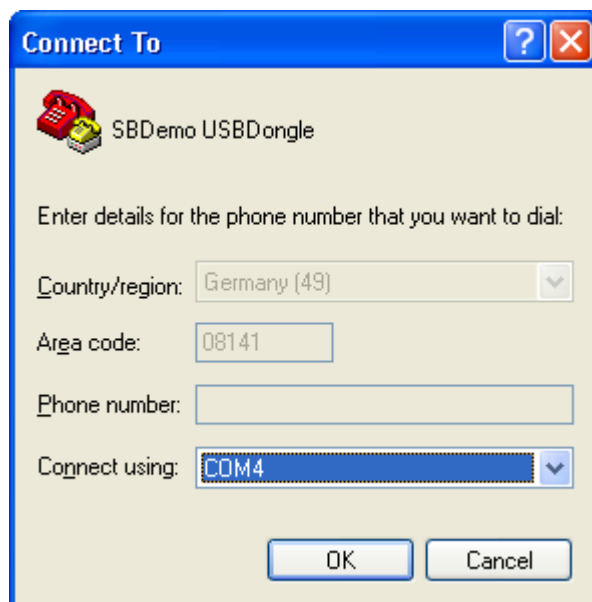 Connect To
SBDemo USBDongle
Enter details for the phone number that you want to dial:
Country/region: Germany (49)
Area code: 08141
Phone number:
Connect using: COM4
OK Cancel